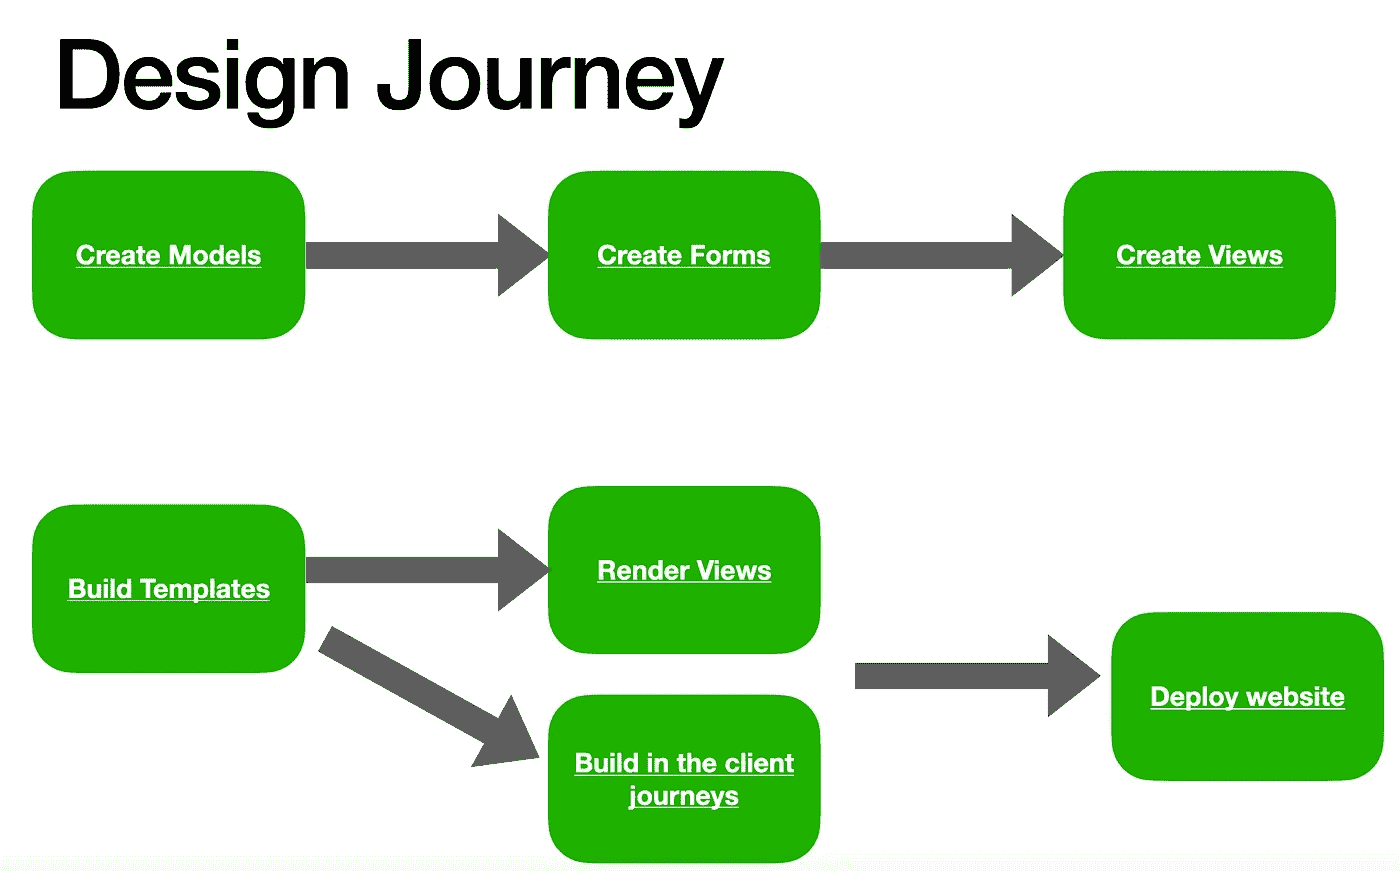 Design Journey
Create Models
Create Forms
Create Views
Build Templates
Render Views
Build in the client
journeys
Deploy website